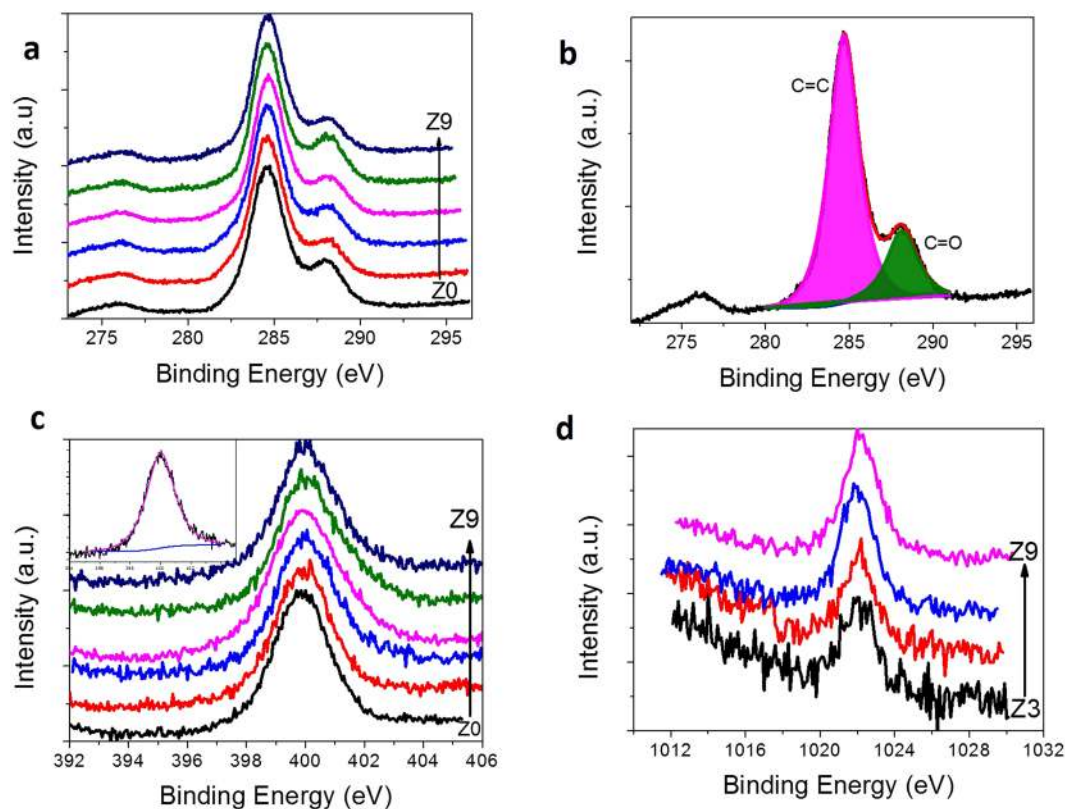 a
Intensity (a.u)
Z9
Z0
275 280 285 290 295
Binding Energy (eV)
b
Intensity (a.u.)
C=C
C=O
275 280 285 290 295
Binding Energy (eV)
c
Intensity (a.u.)
Z9
Z0
392 394 396 398 400 402 404 406
Binding Energy (eV)
d
Intensity (a.u.)
Z9
Z3
1012 1016 1020 1024 1028 1032
Binding Energy (eV)